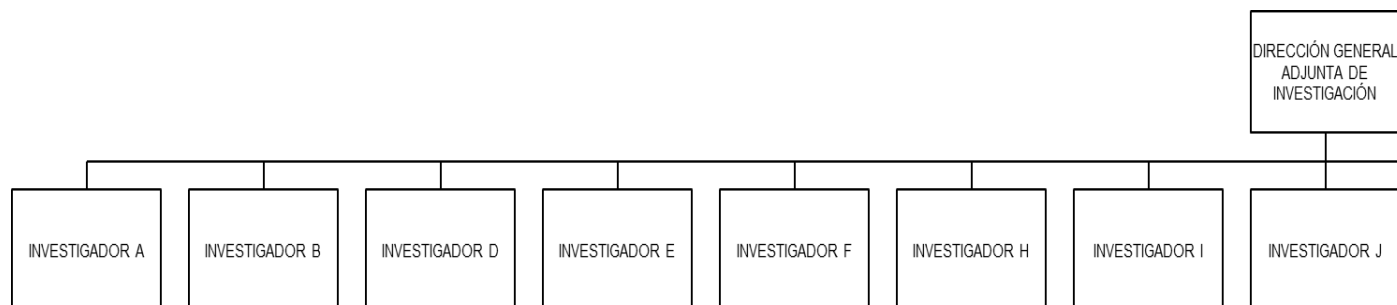 DIRECCIÓN GENERAL
ADJUNTA DE
INVESTIGACIÓN
INVESTIGADOR A
INVESTIGADOR B
INVESTIGADOR D
INVESTIGADOR E
INVESTIGADOR F
INVESTIGADOR H
INVESTIGADOR I
INVESTIGADOR J